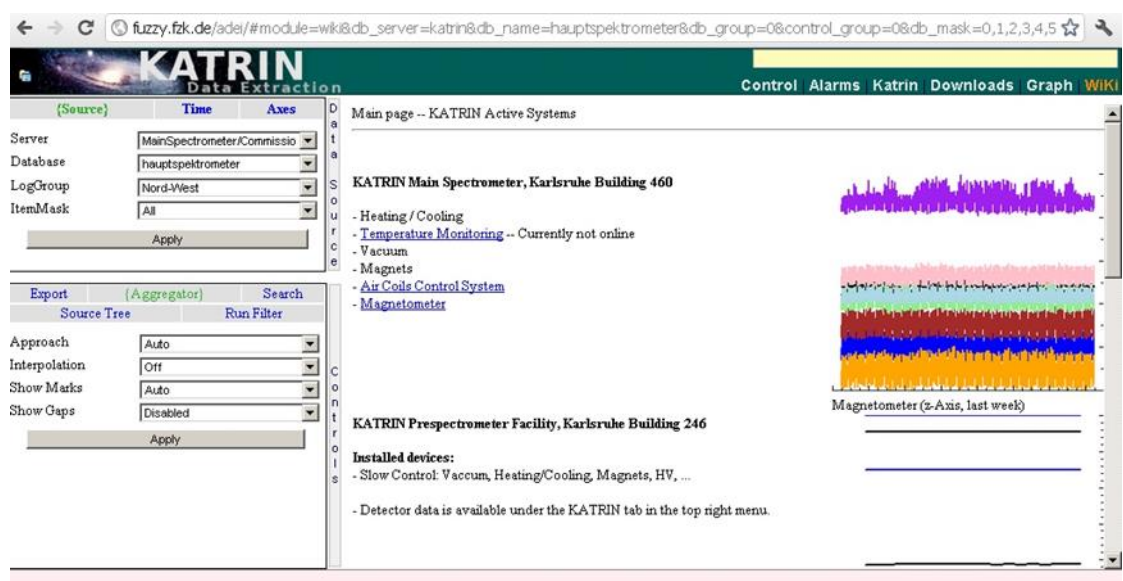 fuzzy.fzk.de/adei/#module=wiki&db_server=katrin&db_name=hauptspektrometer&db_group=0&control_group=0&db_mask=0,1,2,3,4,5
KATRIN
Data Extraction
Control Alarms Katrin Downloads Graph WiKi
{Source} Time Axes
Server MainSpectrometer/Commissio
Database hauptspektrometer
LogGroup Nord-West
ItemMask All
Apply
Data Source
Export {Aggregator} Search
Source Tree Run Filter
Approach Auto
Interpolation Off
Show Marks Auto
Show Gaps Disabled
Apply
Controls
Main page -- KATRIN Active Systems
KATRIN Main Spectrometer, Karlsruhe Building 460
- Heating / Cooling
- Temperature Monitoring -- Currently not online
- Vacuum
- Magnets
- Air Coils Control System
- Magnetometer
Magnetometer (z-Axis, last week)
KATRIN Prespectrometer Facility, Karlsruhe Building 246
Installed devices:
- Slow Control: Vaccum, Heating/Cooling, Magnets, HV, ...
- Detector data is available under the KATRIN tab in the top right menu.